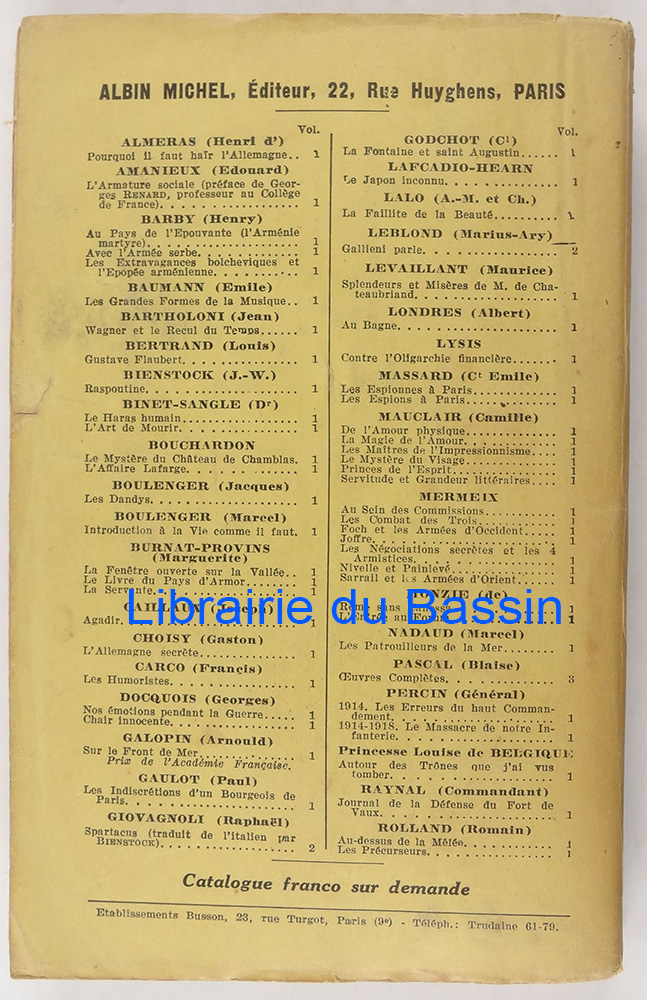 ALBIN MICHEL, Éditeur, 22, Rue Huyghens, PARIS
Vol.
ALMERAS (Henri d')
Pourquoi il faut haïr l'Allemagne.. 1
AMANIEUX (Edouard)
L'Armature sociale (préface de Geor-
ges RENARD, professeur au Collège
de France). 1
BARBY (Henry)
Au Pays de l'Epouvante (l'Arménie
martyre). 1
Avec l'Armée serbe. 1
Les Extravagances bolcheviques et
l'Epopée arménienne. 1
BAUMANN (Emile)
Les Grandes Formes de la Musique.. 1
BARTHOLONI (Jean)
Wagner et le Recul du Temps...... 1
BERTRAND (Louis)
Gustave Flaubert. 1
BIENSTOCK (J.-W.)
Raspoutine. 1
BINET-SANGLE (Dr)
Le Haras humain. 1
L'Art de Mourir. 1
BOUCHARDON
Le Mystère du Château de Chamblas. 1
L'Affaire Lafarge. 1
BOULENGER (Jacques)
Les Dandys. 1
BOULENGER (Marcel)
Introduction à la Vie comme il faut. 1
BURNAT-PROVINS
(Marguerite)
La Fenêtre ouverte sur la Vallée.. 1
Le Livre du Pays d'Armor. 1
La Servante. 1
CAILLAUX (Joseph)
Agadir. 1
CHOISY (Gaston)
L'Allemagne secrète. 1
CARCO (Francis)
Les Humoristes. 1
DOCQUOIS (Georges)
Nos émotions pendant la Guerre..... 1
Chair innocente. 1
GALOPIN (Arnould)
Sur le Front de Mer. 1
Prix de l'Académie Française.
GAULOT (Paul)
Les Indiscrétions d'un Bourgeois de
Paris. 1
GIOVAGNOLI (Raphaël)
Spartacus (traduit de l'italien par
BIENSTOCK). 2
Vol.
GODCHOT (Cl)
La Fontaine et saint Augustin...... 1
LAFCADIO-HEARN
Le Japon inconnu. 1
LALO (A.-M. et Ch.)
La Faillite de la Beauté.......... 1
LEBLOND (Marius-Ary)
Gallieni parle. 2
LEVAILLANT (Maurice)
Splendeurs et Misères de M. de Cha-
teaubriand. 1
LONDRES (Albert)
Au Bagne. 1
LYSIS
Contre l'Oligarchie financière....... 1
MASSARD (Ct Emile)
Les Espionnes à Paris. 1
Les Espions à Paris. 1
MAUCLAIR (Camille)
De l'Amour physique. 1
La Magie de l'Amour. 1
Les Maîtres de l'Impressionnisme.... 1
Le Mystère du Visage. 1
Princes de l'Esprit. 1
Servitude et Grandeur littéraires.... 1
MERMEIX
Au Sein des Commissions. 1
Les Combat des Trois. 1
Foch et les Armées d'Occident..... 1
Joffre. 1
Les Négociations secrètes et les 4
Armistices. 1
Nivelle et Painlevé. 1
Sarrail et les Armées d'Orient. 1
(de)
Rome sans 1
L'Entrée au Forum 1
NADAUD (Marcel)
Les Patrouilleurs de la Mer. 1
PASCAL (Blaise)
Œuvres Complètes. 3
PERCIN (Général)
1914. Les Erreurs du haut Comman-
dement. 1
1914-1918. Le Massacre de notre In-
fanterie. 1
Princesse Louise de BELGIQUE
Autour des Trônes que j'ai vus
tomber. 1
RAYNAL (Commandant)
Journal de la Défense du Fort de
Vaux. 1
ROLLAND (Romain)
Au-dessus de la Mêlée. 1
Les Précurseurs. 1
Librairie du Bassin
Catalogue franco sur demande
Etablissements Busson, 23, rue Turgot, Paris (9e) - Téléph.: Trudaine 61-79.